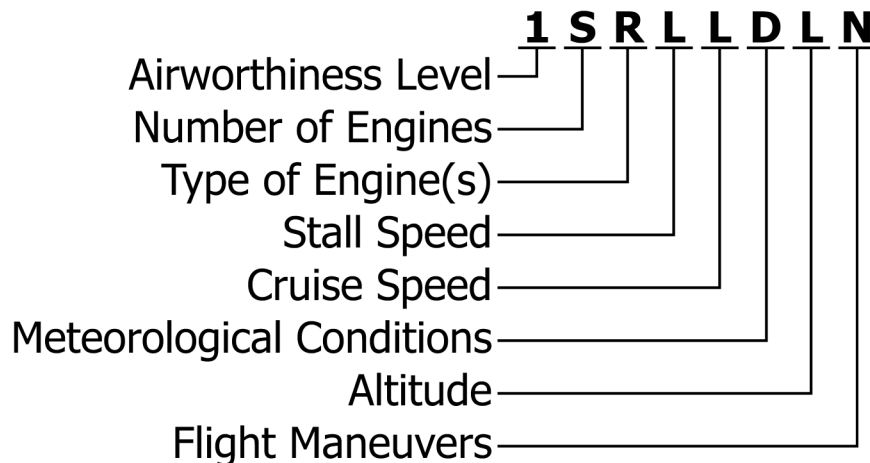 1 S R L L D L N
Airworthiness Level
Number of Engines
Type of Engine(s)
Stall Speed
Cruise Speed
Meteorological Conditions
Altitude
Flight Maneuvers